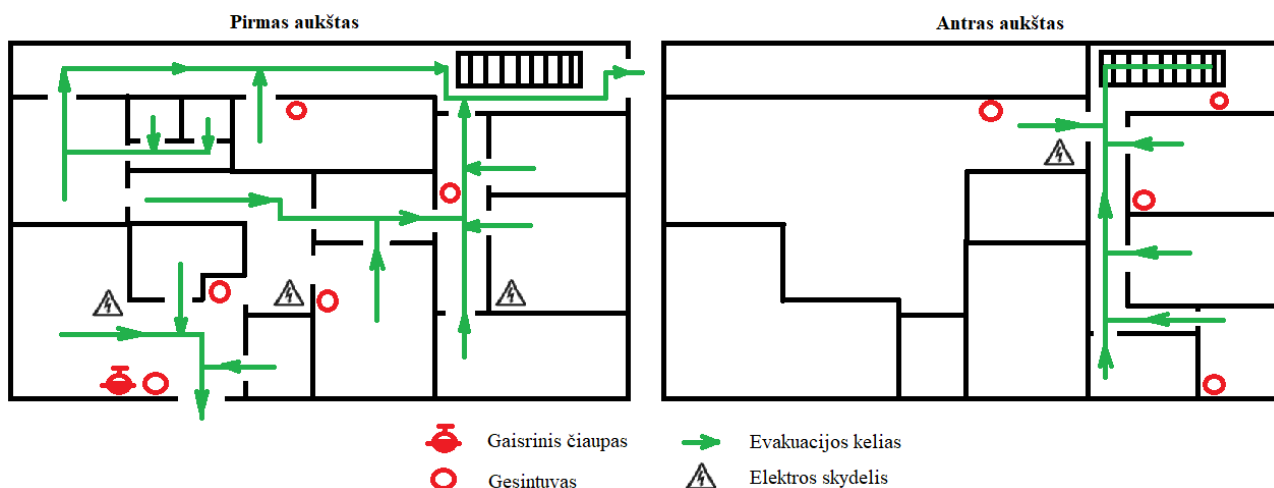 Pirmas aukštas
Antras aukštas
Gaisrinis čiaupas
Evakuacijos kelias
Gesintuvas
Elektros skydelis